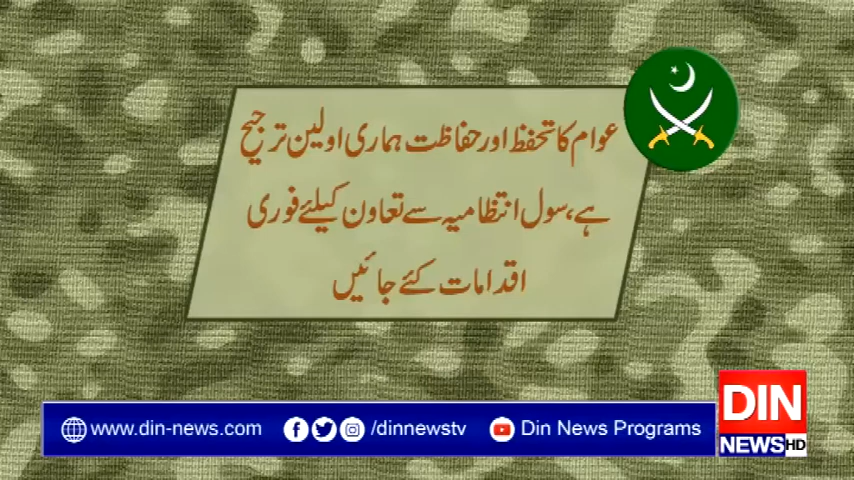 عوام کا تحفظ اور حفاظت ہماری اولین ترجیح
ہے، سول انتظامیہ سے تعاون کیلئے فوری
اقدامات کئے جائیں
www.din-news.com /dinnewstv Din News Programs
DIN
NEWS HD